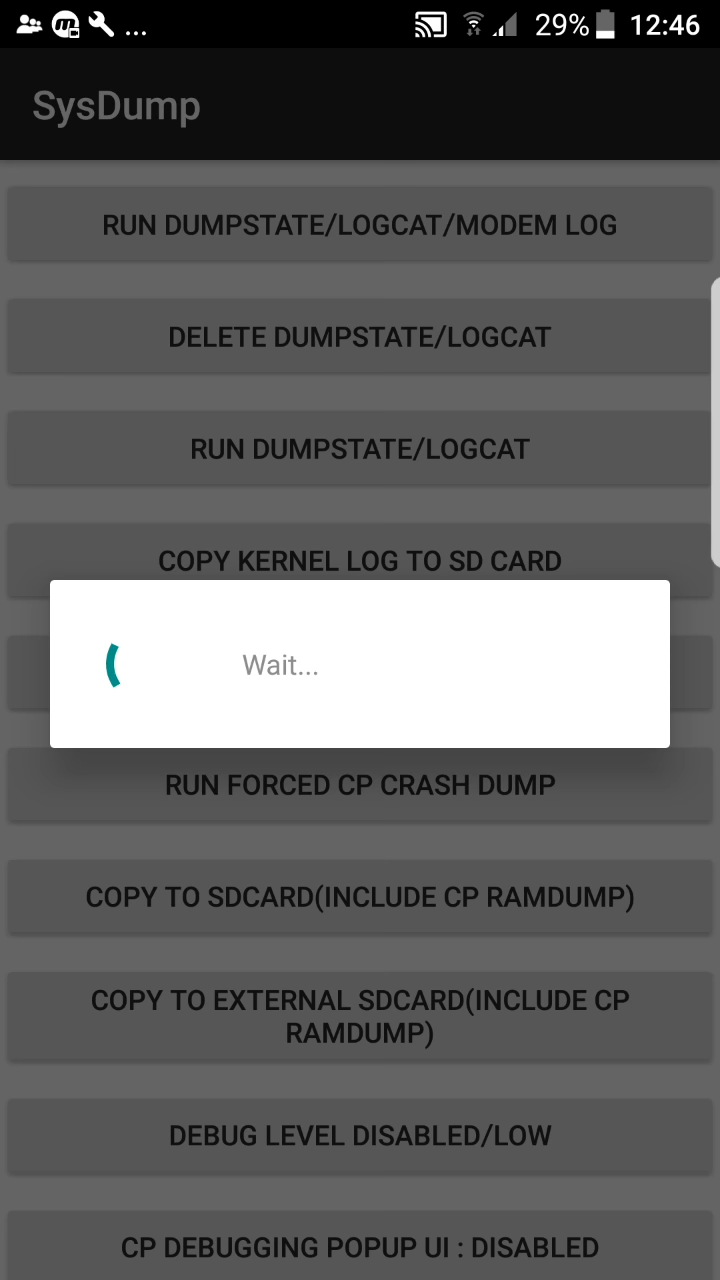 29% 12:46
SysDump
RUN DUMPSTATE/LOGCAT/MODEM LOG
DELETE DUMPSTATE/LOGCAT
RUN DUMPSTATE/LOGCAT
COPY KERNEL LOG TO SD CARD
Wait...
RUN FORCED CP CRASH DUMP
COPY TO SDCARD(INCLUDE CP RAMDUMP)
COPY TO EXTERNAL SDCARD(INCLUDE CP
RAMDUMP)
DEBUG LEVEL DISABLED/LOW
CP DEBUGGING POPUP UI : DISABLED